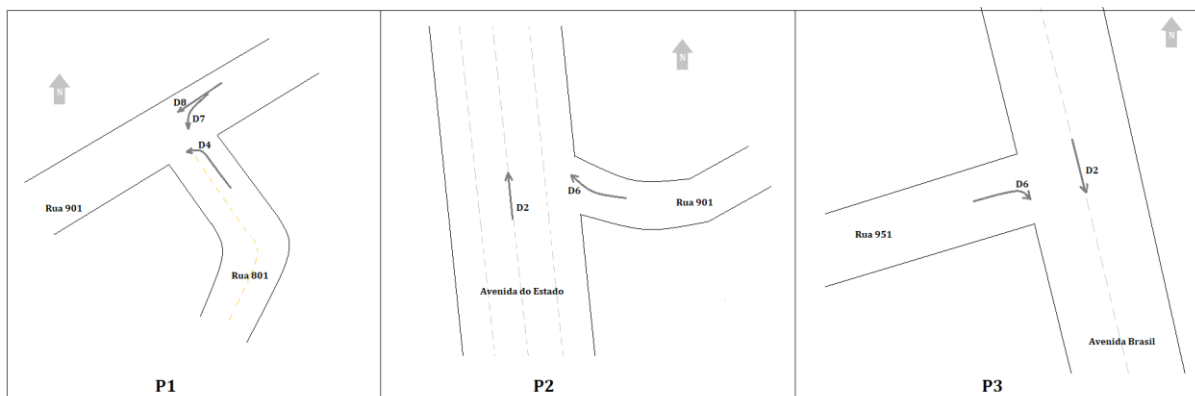 N
D8
D7
D4
Rua 901
Rua 801
P1
N
D6
D2
Rua 901
Avenida do Estado
P2
N
D2
D6
Rua 951
Avenida Brasil
P3